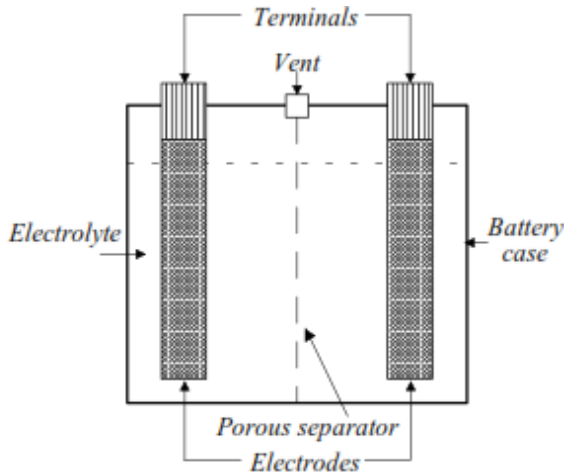 Terminals
Vent
Electrolyte
Battery
case
Porous separator
Electrodes